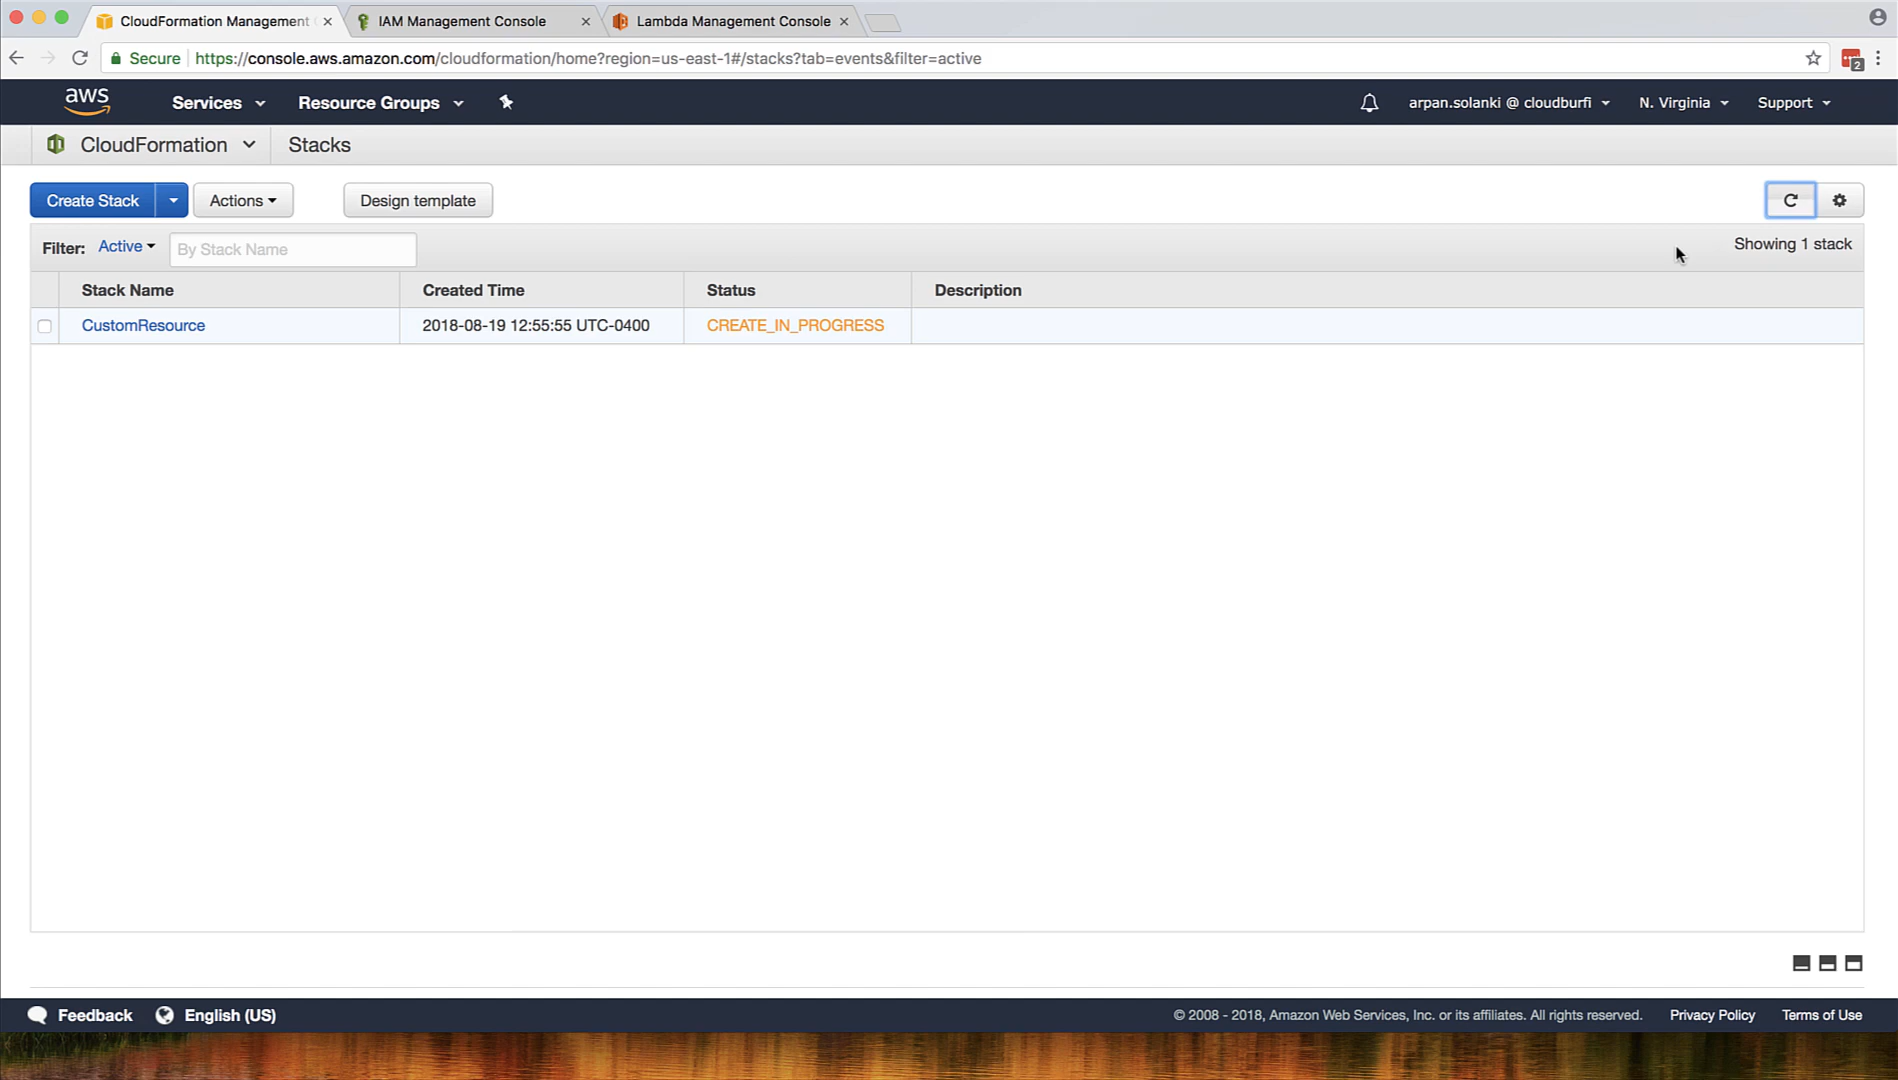 CloudFormation Management
IAM Management Console
Lambda Management Console
Secure
https://console.aws.amazon.com/cloudformation/home?region=us-east-1#/stacks?tab=events&filter=active
2
aws
Services
Resource Groups
arpan.solanki @ cloudburfi
N. Virginia
Support
CloudFormation
Stacks
Create Stack
Actions
Design template
Filter:
Active
By Stack Name
Showing 1 stack
Stack Name
Created Time
Status
Description
CustomResource
2018-08-19 12:55:55 UTC-0400
CREATE_IN_PROGRESS
Feedback
English (US)
© 2008 - 2018, Amazon Web Services, Inc. or its affiliates. All rights reserved.
Privacy Policy
Terms of Use